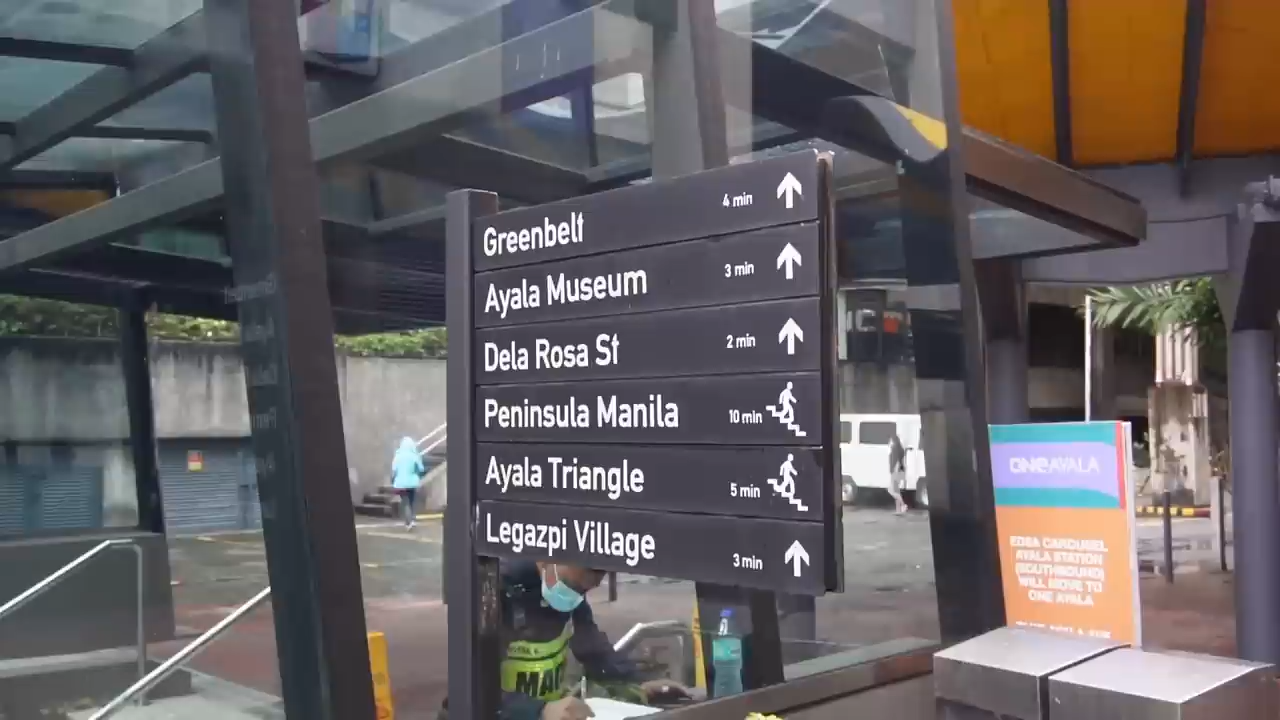 Greenbelt 4 min
Ayala Museum 3 min
Dela Rosa St 2 min
Peninsula Manila 10 min
Ayala Triangle 5 min
Legazpi Village 3 min
ONE AYALA
EDSA CAROUSEL
AYALA STATION
(SOUTHBOUND)
WILL MOVE TO
ONE AYALA